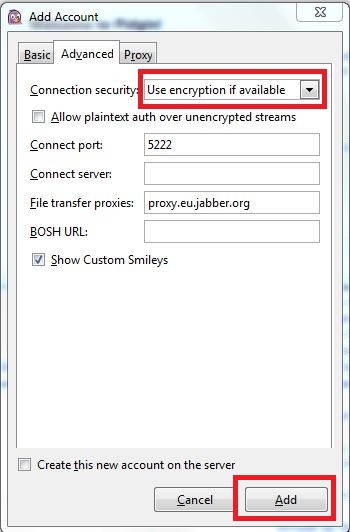 Add Account
Basic Advanced Proxy
Connection security: Use encryption if available
Allow plaintext auth over unencrypted streams
Connect port: 5222
Connect server:
File transfer proxies: proxy.eu.jabber.org
BOSH URL:
Show Custom Smileys
Create this new account on the server
Cancel Add